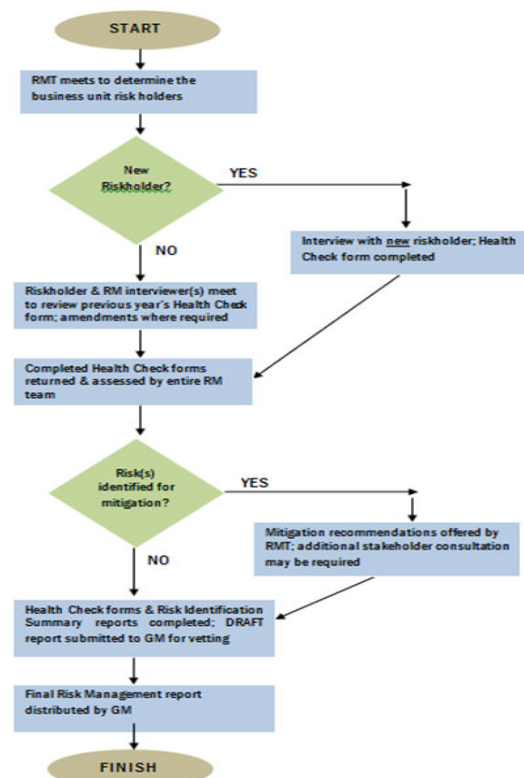 START
RMT meets to determine the
business unit risk holders
New
Riskholder?
YES
NO
Interview with new riskholder; Health
Check form completed
Riskholder & RM interviewer(s) meet
to review previous year's Health Check
form; amendments where required
Completed Health Check forms
returned & assessed by entire RM
team
Risk(s)
identified for
mitigation?
YES
NO
Mitigation recommendations offered by
RMT; additional stakeholder consultation
may be required
Health Check forms & Risk Identification
Summary reports completed; DRAFT
report submitted to GM for vetting
Final Risk Management report
distributed by GM
FINISH